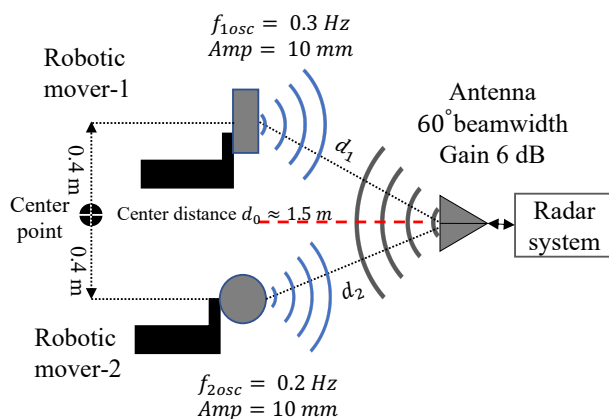 f₁ₒₛ꜀ = 0.3 Hz
Amp = 10 mm
Robotic
mover-1
Antenna
60°beamwidth
Gain 6 dB
0.4 m
d₁
Center
point
Center distance d₀ ≈ 1.5 m
Radar
system
0.4 m
d₂
Robotic
mover-2
f₂ₒₛ꜀ = 0.2 Hz
Amp = 10 mm